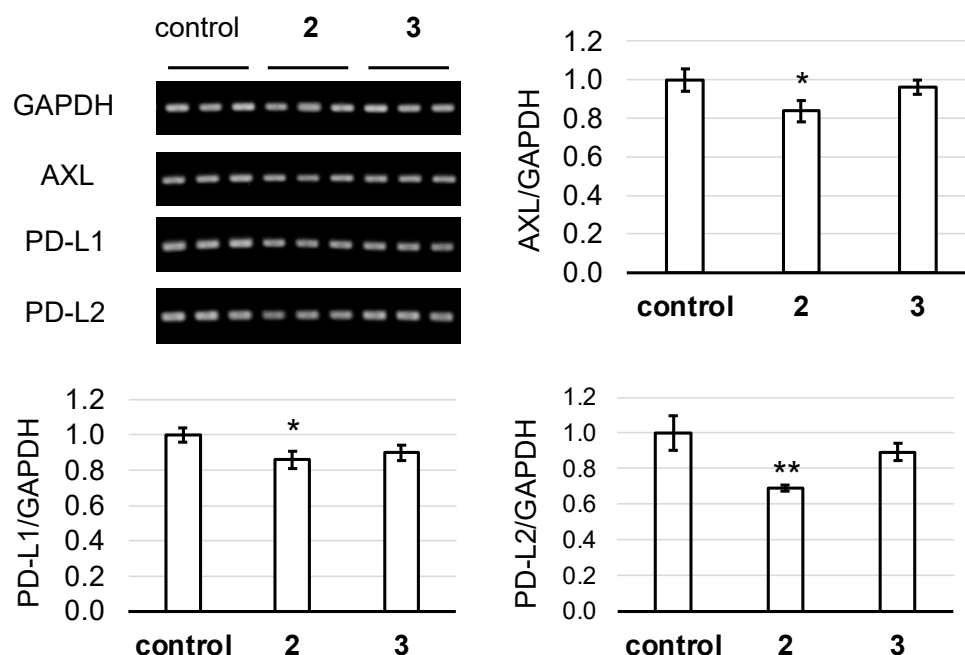 control 2 3
GAPDH
AXL
PD-L1
PD-L2
AXL/GAPDH
1.2
1.0
0.8
0.6
0.4
0.2
0.0
*
control 2 3
PD-L1/GAPDH
1.2
1.0
0.8
0.6
0.4
0.2
0.0
*
control 2 3
PD-L2/GAPDH
1.2
1.0
0.8
0.6
0.4
0.2
0.0
**
control 2 3